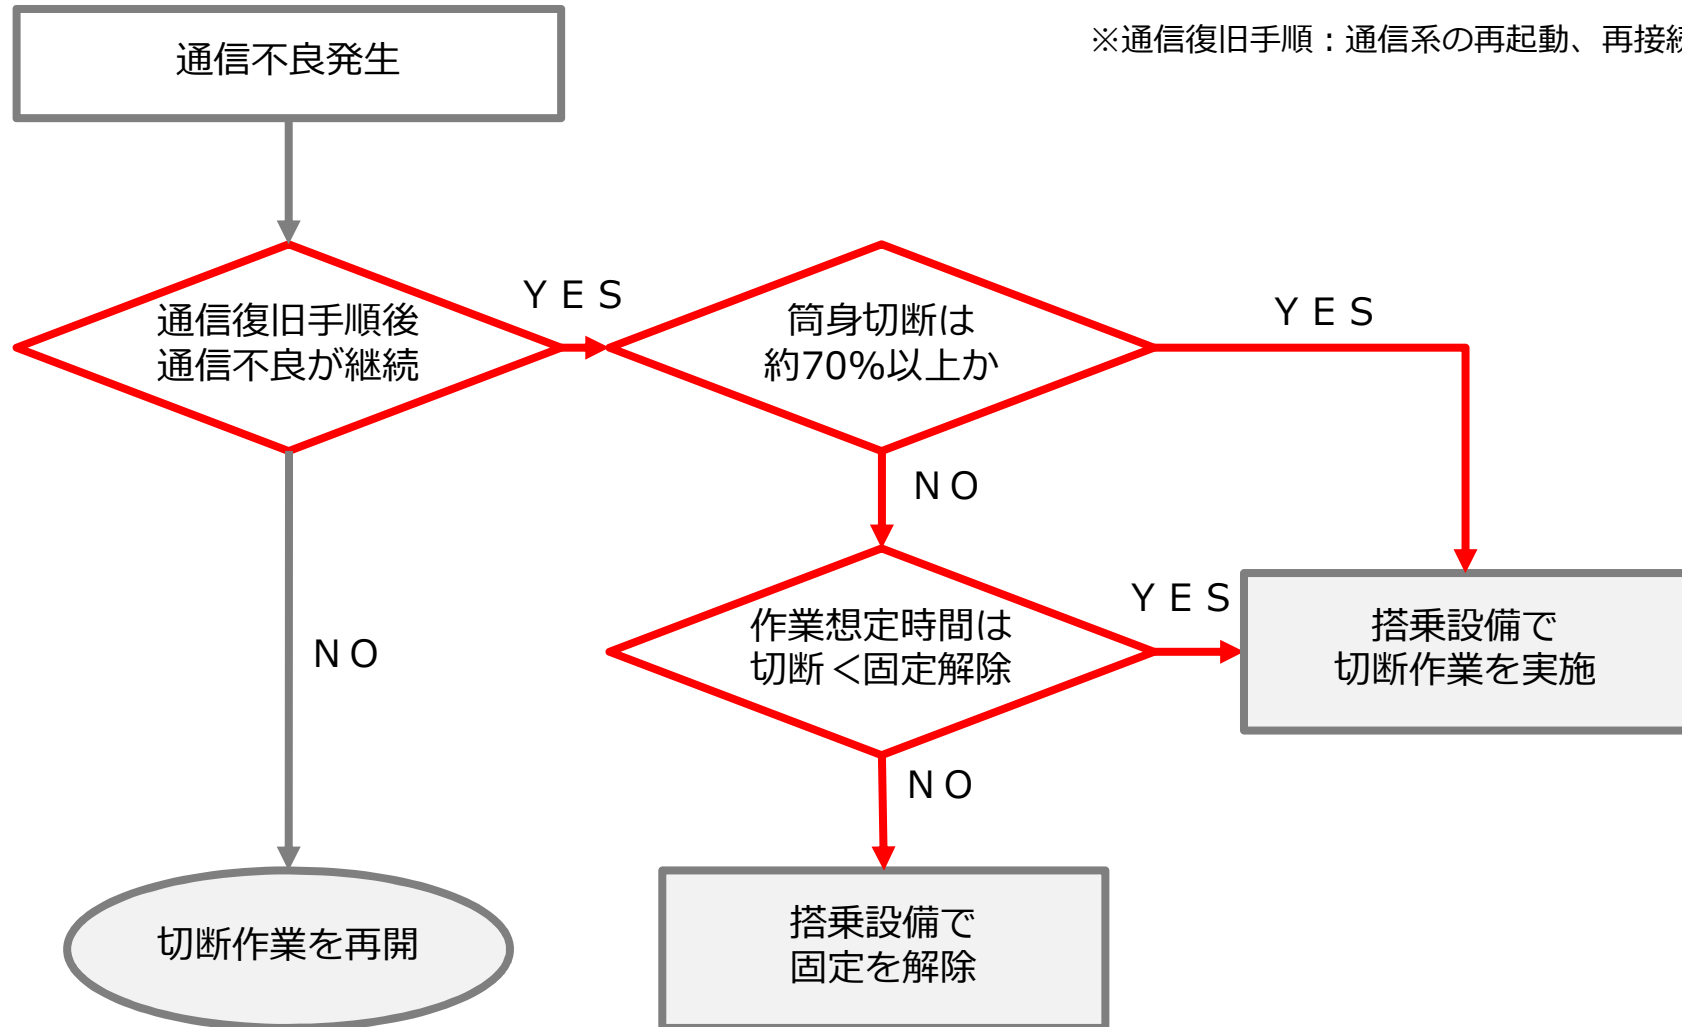 通信不良発生
※通信復旧手順：通信系の再起動、再接続
通信復旧手順後
通信不良が継続
ＹＥＳ
筒身切断は
約70%以上か
ＹＥＳ
ＮＯ
作業想定時間は
切断＜固定解除
ＹＥＳ
搭乗設備で
切断作業を実施
ＮＯ
ＮＯ
切断作業を再開
搭乗設備で
固定を解除